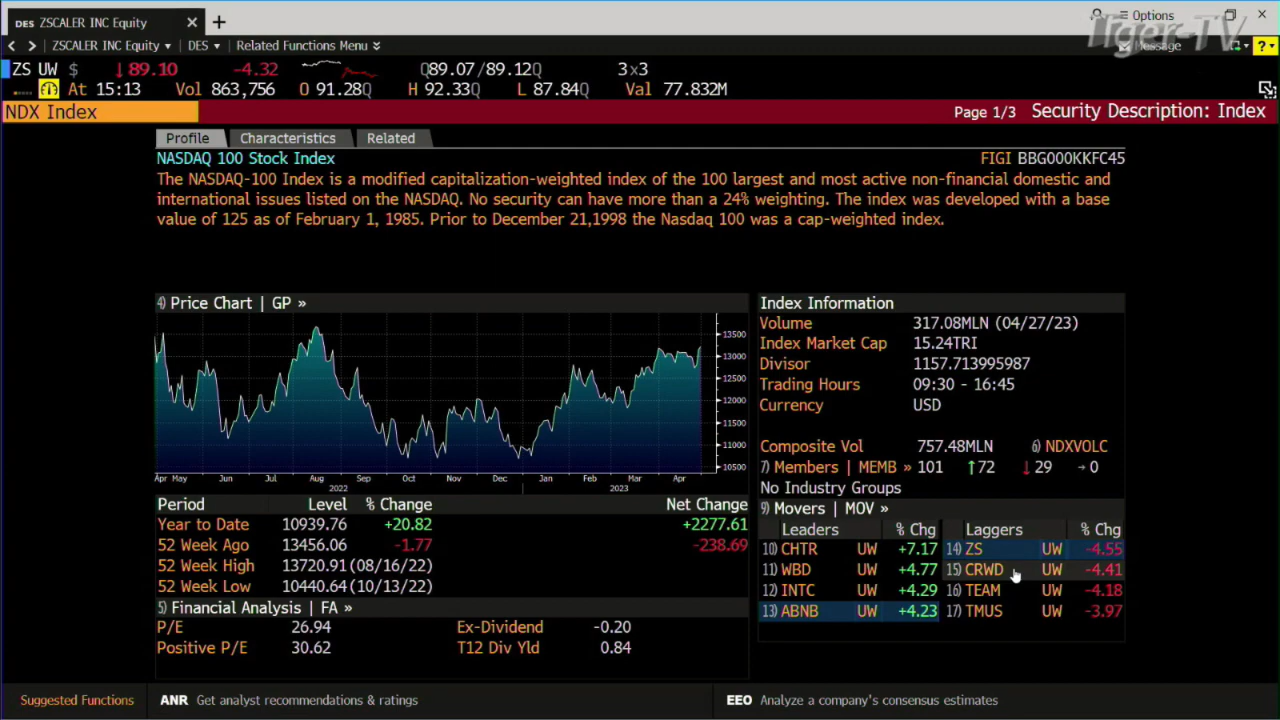 DES ZSCALER INC Equity
Options
Tiger-TV
ZSCALER INC Equity DES Related Functions Menu Message
ZS UW $ ↓89.10 -4.32 Q89.07/89.12Q 3x3
At 15:13 Vol 863,756 O 91.28Q H 92.33Q L 87.84Q Val 77.832M
NDX Index Page 1/3 Security Description: Index
Profile Characteristics Related
NASDAQ 100 Stock Index FIGI BBG000KKFC45
The NASDAQ-100 Index is a modified capitalization-weighted index of the 100 largest and most active non-financial domestic and
international issues listed on the NASDAQ. No security can have more than a 24% weighting. The index was developed with a base
value of 125 as of February 1, 1985. Prior to December 21,1998 the Nasdaq 100 was a cap-weighted index.
4) Price Chart | GP »
13500
13000
12500
12000
11500
11000
10500
Apr May Jun Jul Aug Sep Oct Nov Dec Jan Feb Mar Apr
2022 2023
Period Level % Change Net Change
Year to Date 10939.76 +20.82 +2277.61
52 Week Ago 13456.06 -1.77 -238.69
52 Week High 13720.91 (08/16/22)
52 Week Low 10440.64 (10/13/22)
5) Financial Analysis | FA »
P/E 26.94 Ex-Dividend -0.20
Positive P/E 30.62 T12 Div Yld 0.84
Index Information
Volume 317.08MLN (04/27/23)
Index Market Cap 15.24TRI
Divisor 1157.713995987
Trading Hours 09:30 - 16:45
Currency USD
Composite Vol 757.48MLN 6) NDXVOLC
7) Members | MEMB » 101 ↑72 ↓29 →0
No Industry Groups
9) Movers | MOV »
Leaders % Chg Laggers % Chg
10) CHTR UW +7.17 14) ZS UW -4.55
11) WBD UW +4.77 15) CRWD UW -4.41
12) INTC UW +4.29 16) TEAM UW -4.18
13) ABNB UW +4.23 17) TMUS UW -3.97
Suggested Functions ANR Get analyst recommendations & ratings EEO Analyze a company's consensus estimates